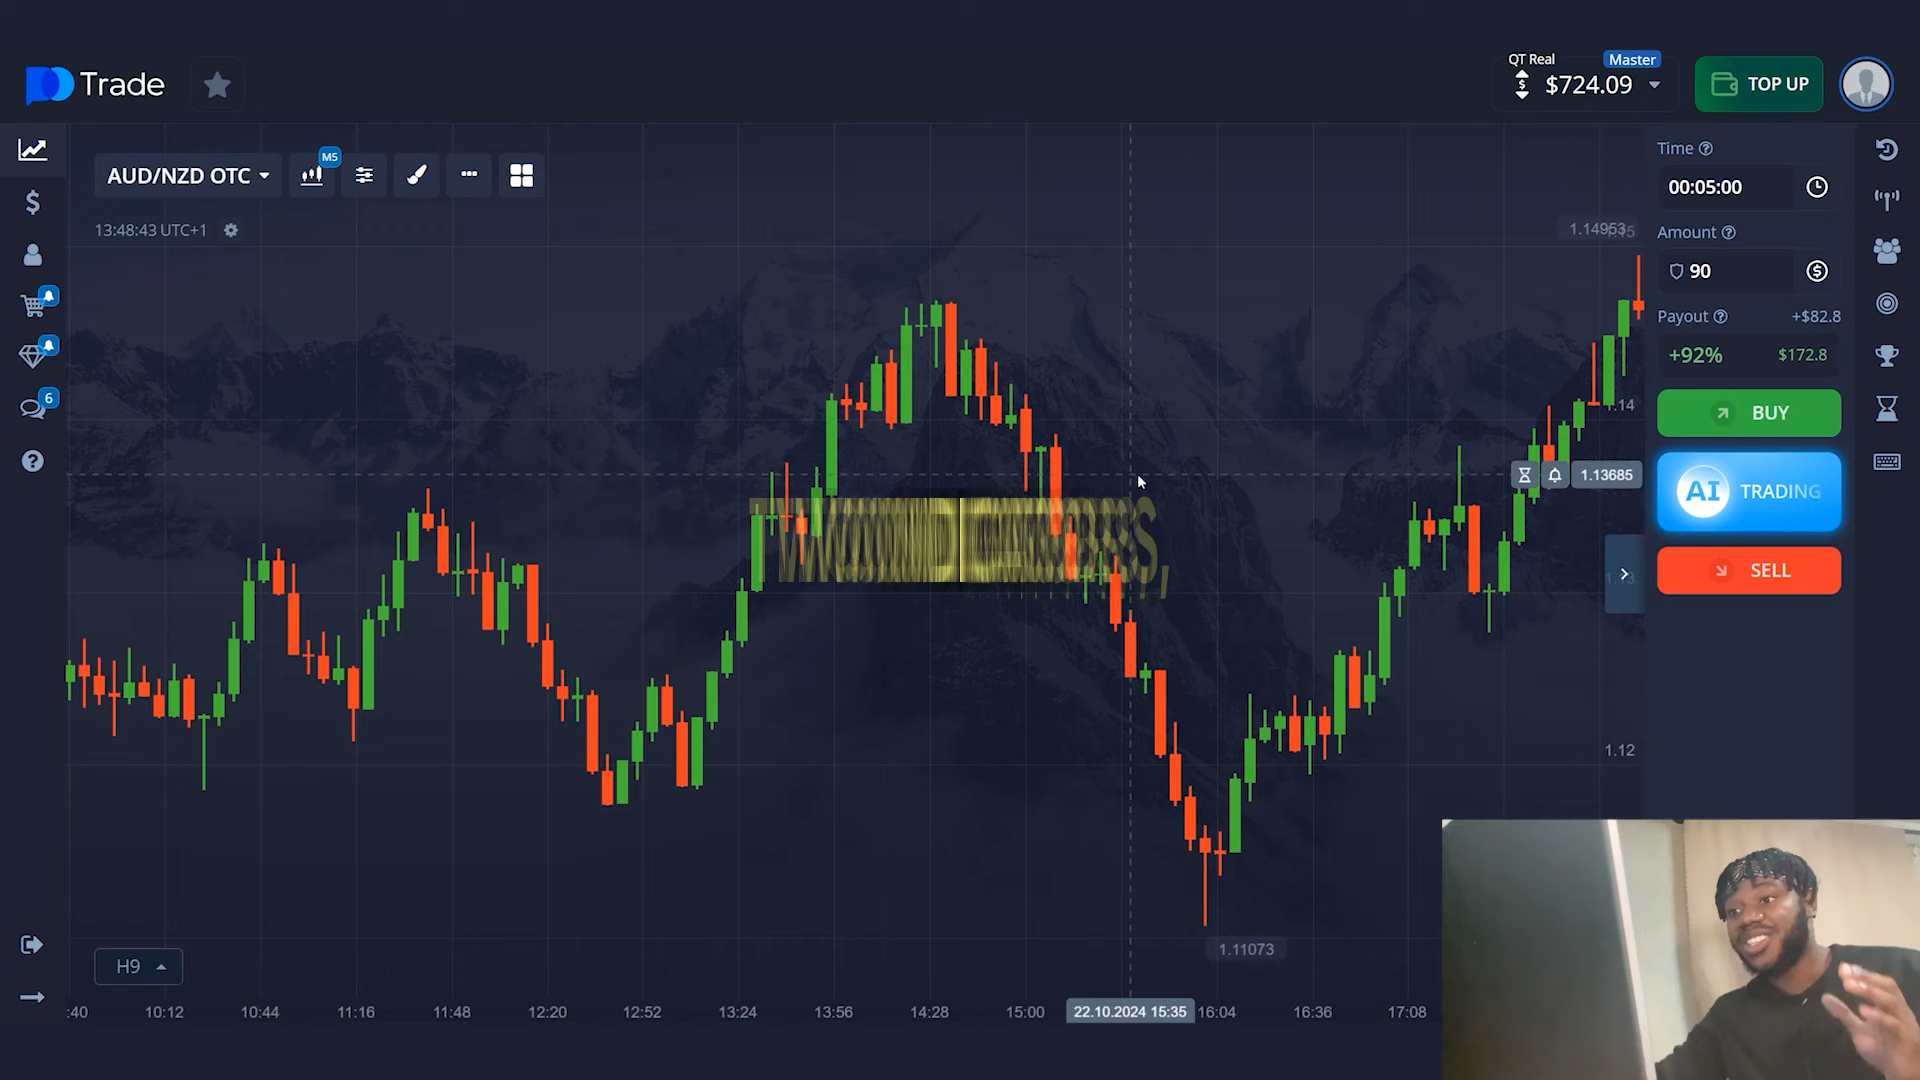 Trade
QT Real
Master
$724.09
TOP UP
AUD/NZD OTC
M5
13:48:43 UTC+1
Time
00:05:00
Amount
90
Payout
+$82.8
+92%
$172.8
BUY
AI TRADING
SELL
1.14953
1.14
1.13685
1.12
1.11073
6
H9
:40
10:12
10:44
11:16
11:48
12:20
12:52
13:24
13:56
14:28
15:00
22.10.2024 15:35
16:04
16:36
17:08